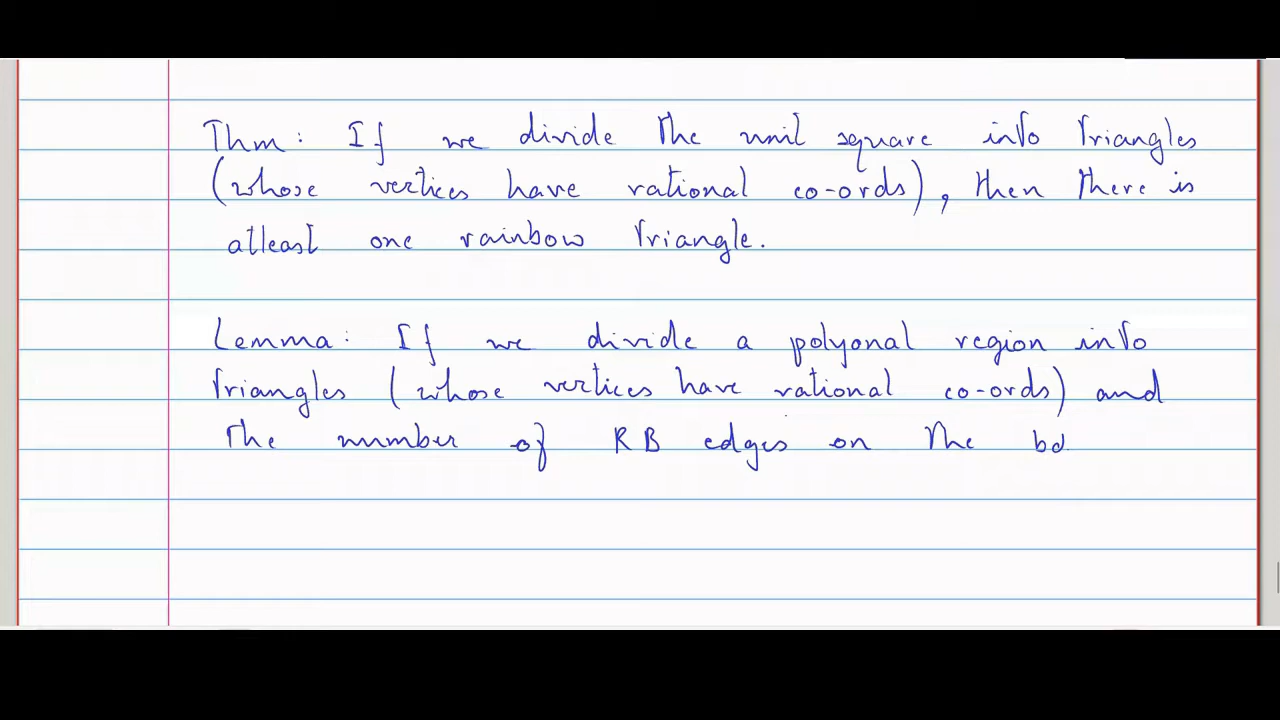 Thm: If we divide the unit square into triangles
(whose vertices have rational co-ords), then there is
atleast one rainbow triangle.
Lemma: If we divide a polyonal region into
triangles (whose vertices have rational co-ords) and
the number of RB edges on the bd